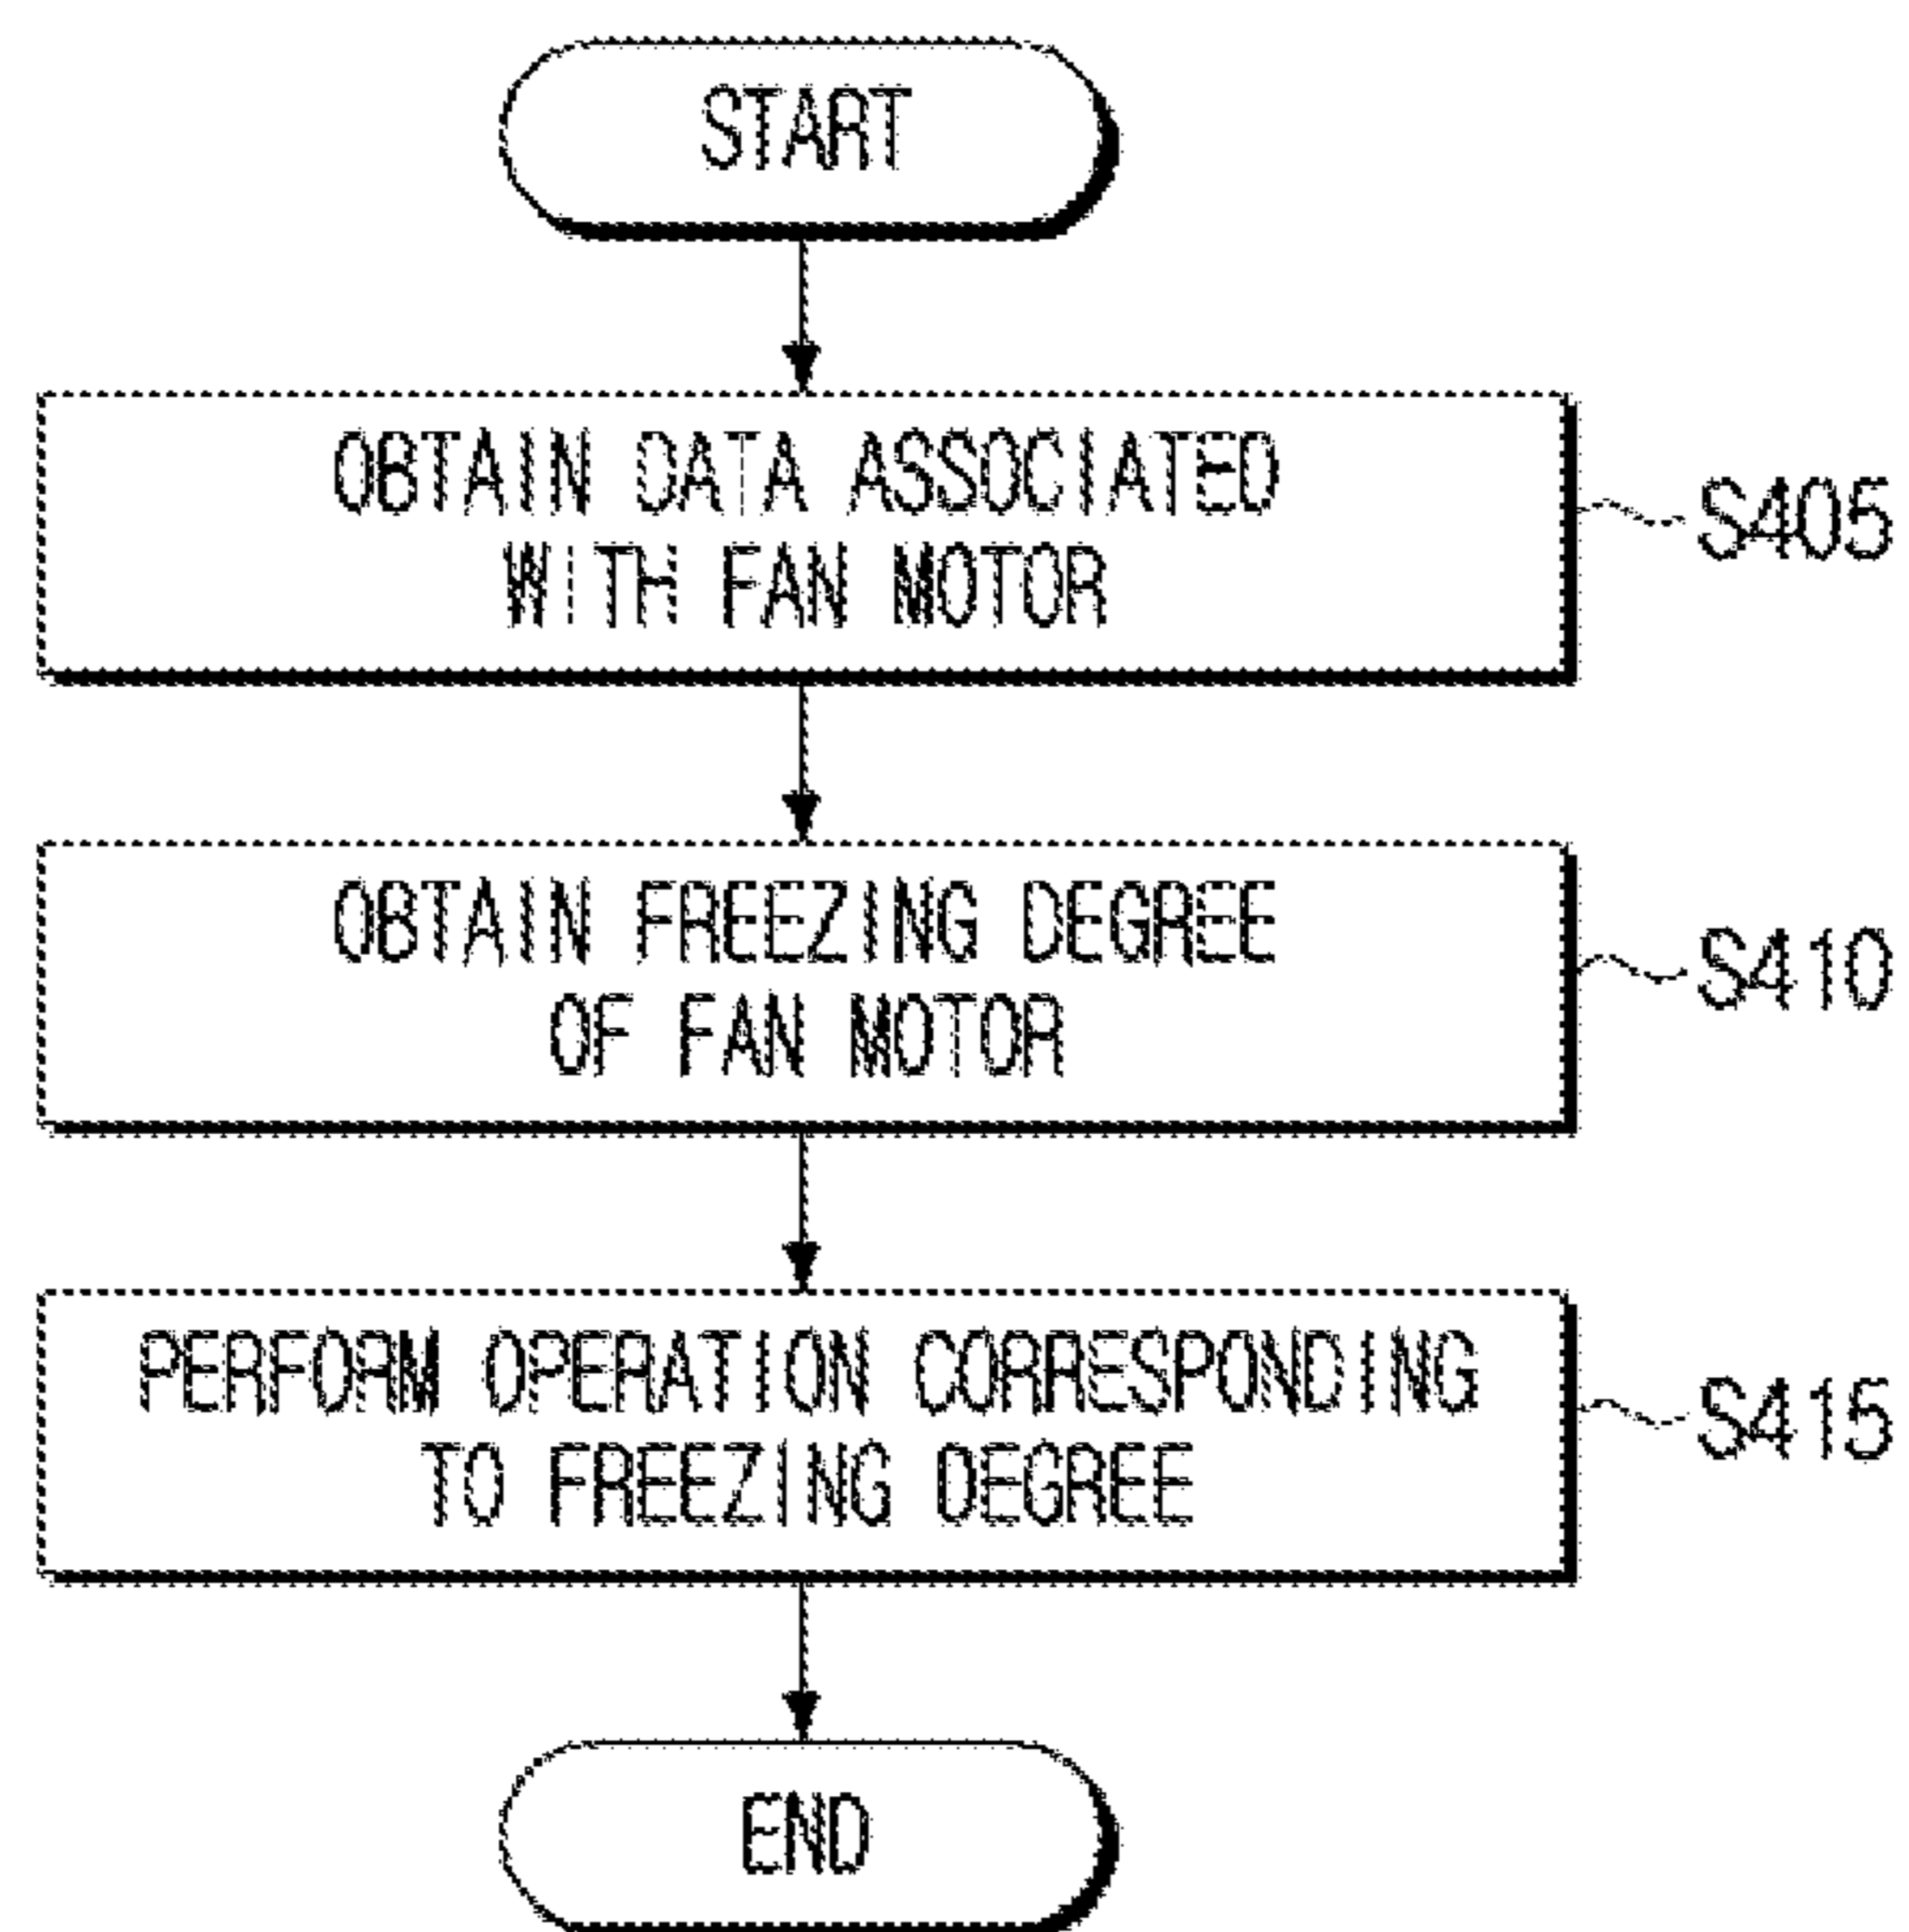 START
OBTAIN DATA ASSOCIATED
WITH FAN MOTOR
S405
OBTAIN FREEZING DEGREE
OF FAN MOTOR
S410
PERFORM OPERATION CORRESPONDING
TO FREEZING DEGREE
S415
END